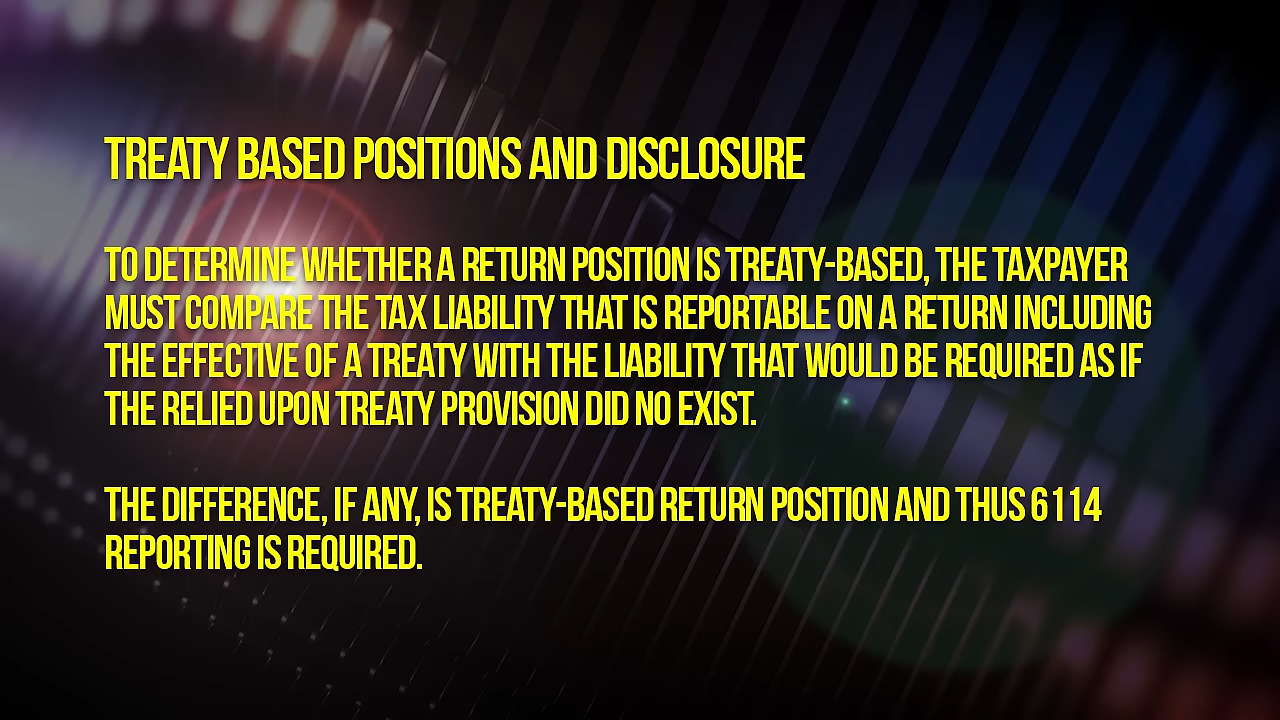 TREATY BASED POSITIONS AND DISCLOSURE
TO DETERMINE WHETHER A RETURN POSITION IS TREATY-BASED, THE TAXPAYER
MUST COMPARE THE TAX LIABILITY THAT IS REPORTABLE ON A RETURN INCLUDING
THE EFFECTIVE OF A TREATY WITH THE LIABILITY THAT WOULD BE REQUIRED AS IF
THE RELIED UPON TREATY PROVISION DID NO EXIST.
THE DIFFERENCE, IF ANY, IS TREATY-BASED RETURN POSITION AND THUS 6114
REPORTING IS REQUIRED.